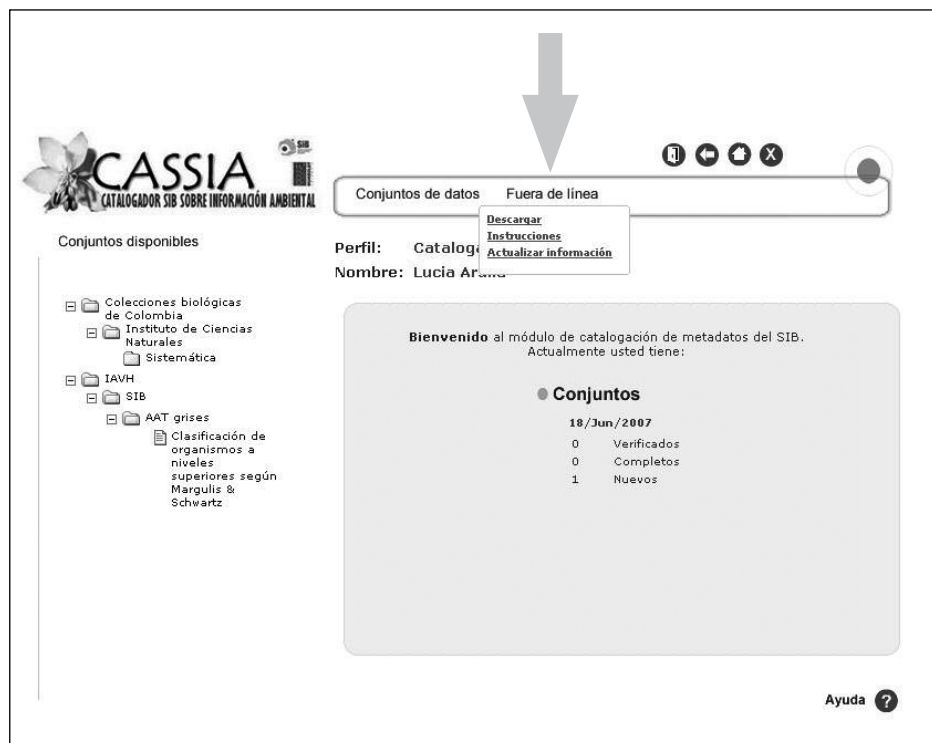 CASSIA
CATALOGADOR SIB SOBRE INFORMACIÓN AMBIENTAL
SIB
X
Conjuntos de datos Fuera de línea
Descargar
Instrucciones
Actualizar información
Conjuntos disponibles
Perfil:
Nombre: Lucia
Colecciones biológicas
de Colombia
Instituto de Ciencias
Naturales
Sistemática
IAVH
SIB
AAT grises
Clasificación de
organismos a
niveles
superiores según
Margulis &
Schwartz
Bienvenido al módulo de catalogación de metadatos del SIB.
Actualmente usted tiene:
Conjuntos
18/Jun/2007
0 Verificados
0 Completos
1 Nuevos
Ayuda ?